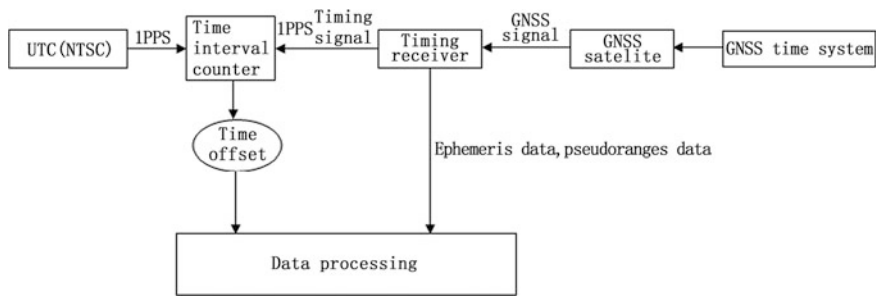 UTC(NTSC)
1PPS
Time
interval
counter
1PPS
Timing
signal
Timing
receiver
GNSS
signal
GNSS
satelite
GNSS time system
Time
offset
Ephemeris data,pseudoranges data
Data processing